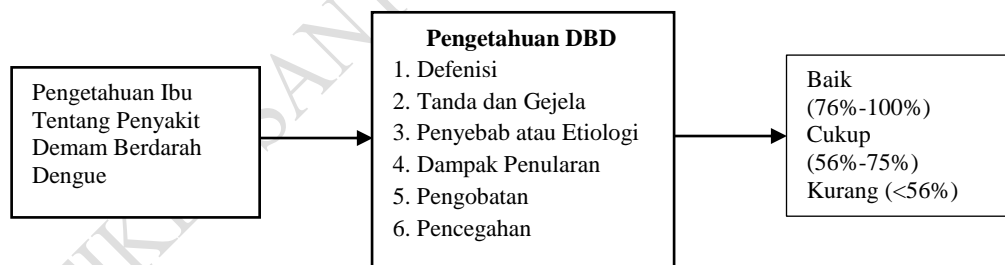 Pengetahuan Ibu
Tentang Penyakit
Demam Berdarah
Dengue
Pengetahuan DBD
1. Defenisi
2. Tanda dan Gejela
3. Penyebab atau Etiologi
4. Dampak Penularan
5. Pengobatan
6. Pencegahan
Baik
(76%-100%)
Cukup
(56%-75%)
Kurang (<56%)